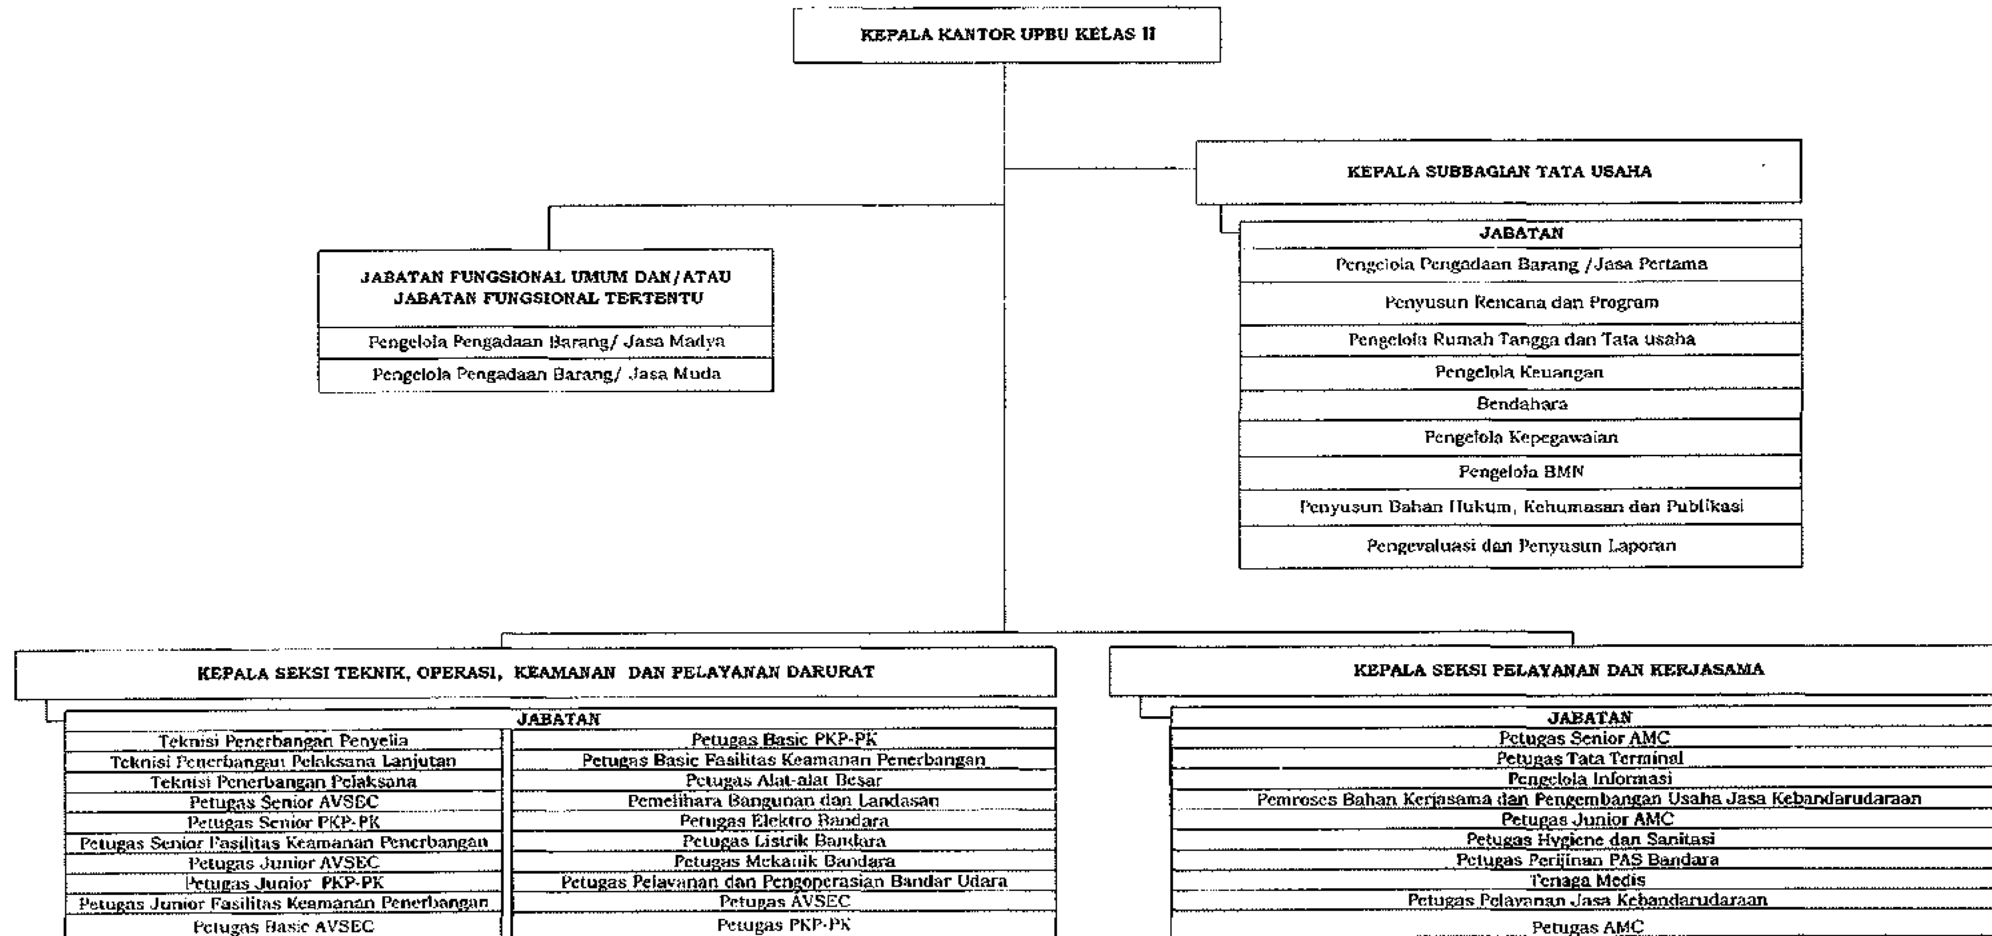 KEPALA KANTOR UPBU KELAS II
KEPALA SUBBAGIAN TATA USAHA
JABATAN
Pengelola Pengadaan Barang /Jasa Pertama
Penyusun Rencana dan Program
Pengelola Rumah Tangga dan Tata usaha
Pengelola Keuangan
Bendahara
Pengelola Kepegawaian
Pengelola BMN
Penyusun Bahan Hukum, Kehumasan dan Publikasi
Pengevaluasi dan Penyusun Laporan
JABATAN FUNGSIONAL UMUM DAN/ATAU
JABATAN FUNGSIONAL TERTENTU
Pengelola Pengadaan Barang/ Jasa Madya
Pengelola Pengadaan Barang/ Jasa Muda
KEPALA SEKSI TEKNIK, OPERASI, KEAMANAN DAN PELAYANAN DARURAT
JABATAN
Teknisi Penerbangan Penyelia
Teknisi Penerbangan Pelaksana Lanjutan
Teknisi Penerbangan Pelaksana
Petugas Senior AVSEC
Petugas Senior PKP-PK
Petugas Senior Fasilitas Keamanan Penerbangan
Petugas Junior AVSEC
Petugas Junior PKP-PK
Petugas Junior Fasilitas Keamanan Penerbangan
Petugas Basic AVSEC
Petugas Basic PKP-PK
Petugas Basic Fasilitas Keamanan Penerbangan
Petugas Alat-alat Besar
Pemelihara Bangunan dan Landasan
Petugas Elektro Bandara
Petugas Listrik Bandara
Petugas Mekanik Bandara
Petugas Pelayanan dan Pengoperasian Bandar Udara
Petugas AVSEC
Petugas PKP-PK
KEPALA SEKSI PELAYANAN DAN KERJASAMA
JABATAN
Petugas Senior AMC
Petugas Tata Terminal
Pengelola Informasi
Pemroses Bahan Kerjasama dan Pengembangan Usaha Jasa Kebandarudaraan
Petugas Junior AMC
Petugas Hygiene dan Sanitasi
Petugas Perijinan PAS Bandara
Tenaga Medis
Petugas Pelayanan Jasa Kebandarudaraan
Petugas AMC